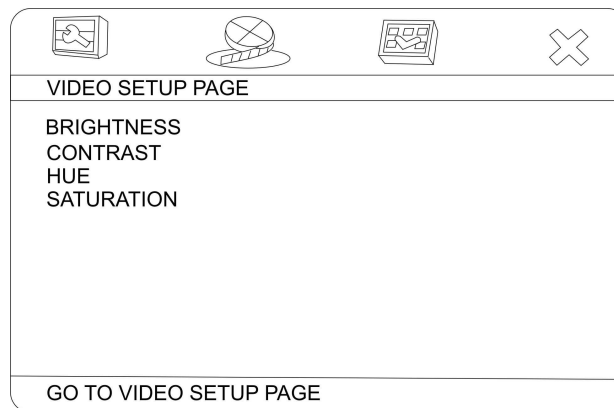 VIDEO SETUP PAGE
BRIGHTNESS
CONTRAST
HUE
SATURATION
GO TO VIDEO SETUP PAGE